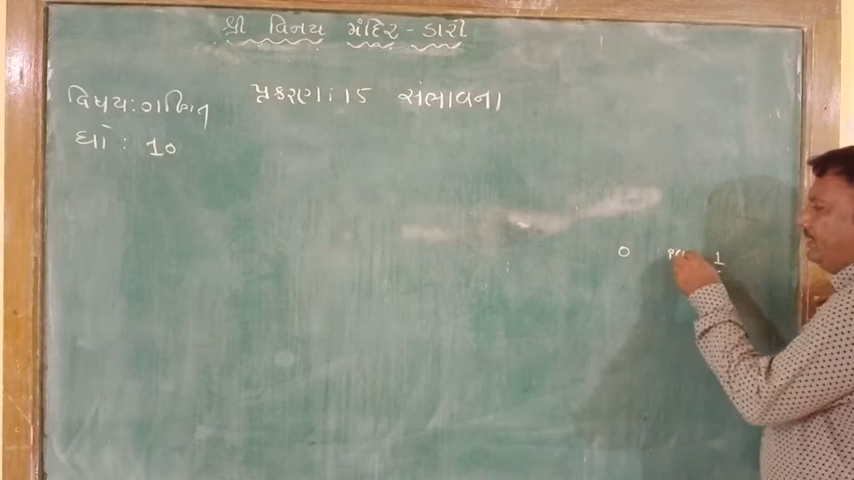 શ્રી વિનય મંદિર - ડારી
વિષય : ગણિત
પ્રકરણ : 15 સંભાવના
ધો : 10
0
1